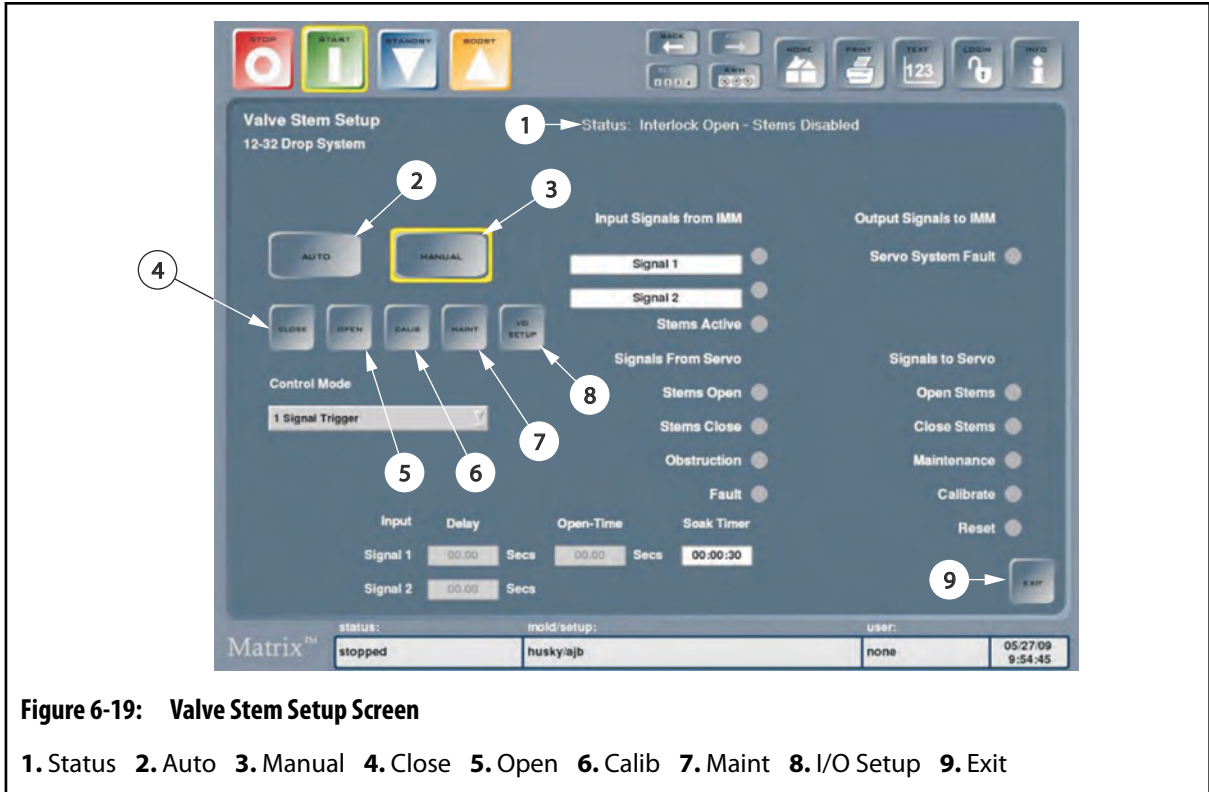 STOP START STANDBY BOOST BACK HOME PRINT TEXT LOGIN INFO
123
KWH
Valve Stem Setup
12-32 Drop System
1 Status: Interlock Open - Stems Disabled
2
3
Input Signals from IMM Output Signals to IMM
AUTO MANUAL
Signal 1 Servo System Fault
4
Signal 2
CLOSE OPEN CALIB MAINT I/O SETUP
Stems Active
Signals From Servo Signals to Servo
Control Mode
8
Stems Open Open Stems
1 Signal Trigger
Stems Close Close Stems
7
5 6
Obstruction Maintenance
Fault Calibrate
Input Delay Open-Time Soak Timer Reset
Signal 1 00.00 Secs 00.00 Secs 00:00:30
9 EXIT
Signal 2 00.00 Secs
status: mold/setup: user:
Matrix™ stopped husky/ajb none 05/27/09
9:54:45
Figure 6-19: Valve Stem Setup Screen
1. Status 2. Auto 3. Manual 4. Close 5. Open 6. Calib 7. Maint 8. I/O Setup 9. Exit